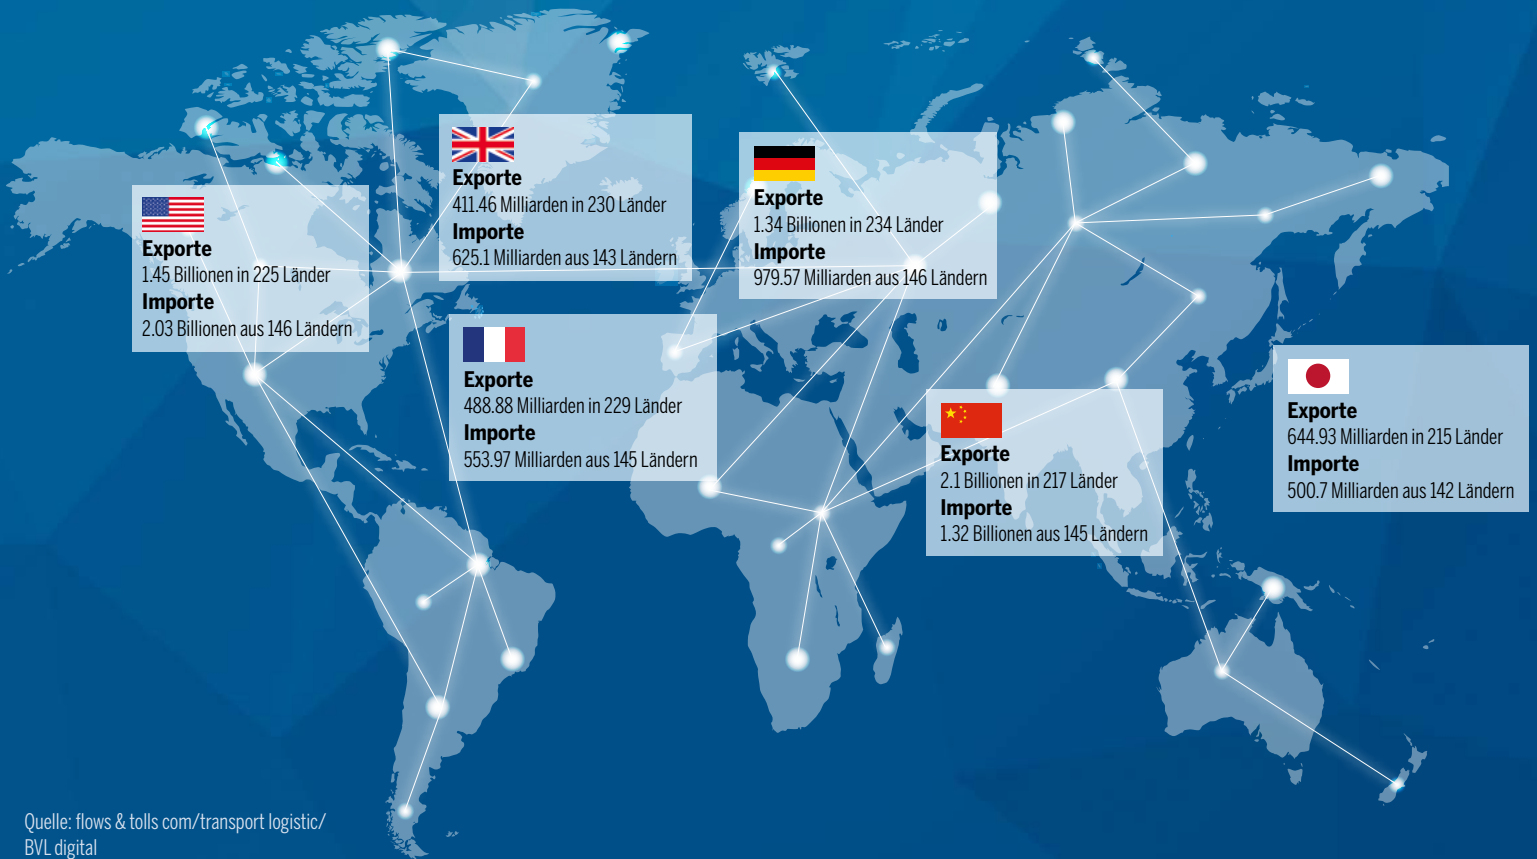 Exporte
1.45 Billionen in 225 Länder
Importe
2.03 Billionen aus 146 Ländern
Exporte
411.46 Milliarden in 230 Länder
Importe
625.1 Milliarden aus 143 Ländern
Exporte
488.88 Milliarden in 229 Länder
Importe
553.97 Milliarden aus 145 Ländern
Exporte
1.34 Billionen in 234 Länder
Importe
979.57 Milliarden aus 146 Ländern
Exporte
2.1 Billionen in 217 Länder
Importe
1.32 Billionen aus 145 Ländern
Exporte
644.93 Milliarden in 215 Länder
Importe
500.7 Milliarden aus 142 Ländern
Quelle: flows & tolls com/transport logistic/
BVL digital